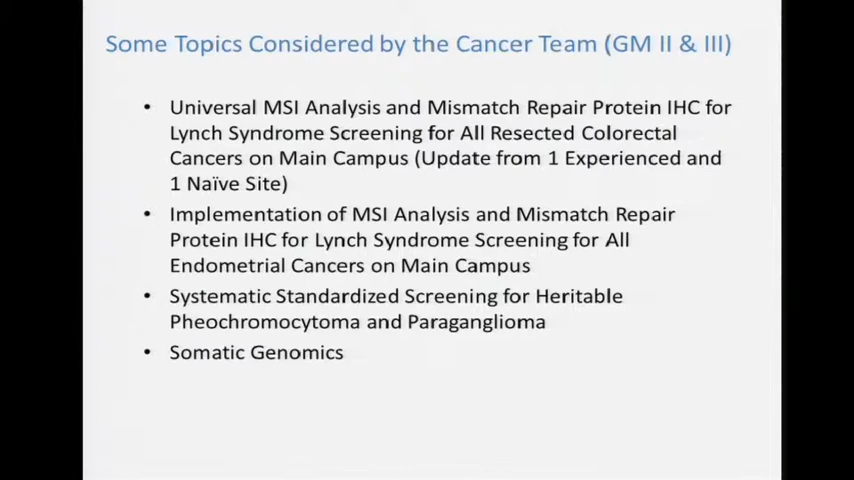 Some Topics Considered by the Cancer Team (GM II & III)
• Universal MSI Analysis and Mismatch Repair Protein IHC for
Lynch Syndrome Screening for All Resected Colorectal
Cancers on Main Campus (Update from 1 Experienced and
1 Naïve Site)
• Implementation of MSI Analysis and Mismatch Repair
Protein IHC for Lynch Syndrome Screening for All
Endometrial Cancers on Main Campus
• Systematic Standardized Screening for Heritable
Pheochromocytoma and Paraganglioma
• Somatic Genomics